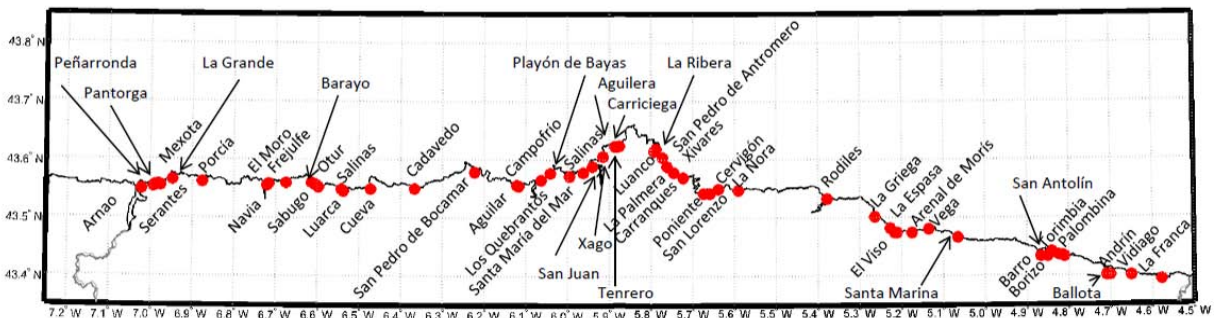 43.8° N
43.7° N
43.6° N
43.5° N
43.4° N
Peñarronda
Pantorga
La Grande
Barayo
Playón de Bayas
Aguilera
Carriciega
La Ribera
San Pedro de Antromero
Mexota
Porcía
El Moro
Frejulfe
Otur
Salinas
Cadavedo
Campofrío
Salinas
Luanco
Xivares
Cervigón
La Ñora
Rodiles
La Griega
La Espasa
Arenal de Morís
Vega
San Antolín
Torimbia
Palombina
Andrín
Vidiago
La Franca
Arnao
Serantes
Navia
Sabugo
Luarca
Cueva
San Pedro de Bocamar
Aguilar
Los Quebrantos
Santa María del Mar
San Juan
Xago
Tenrero
La Palmera
Carranques
Poniente
San Lorenzo
El Viso
Santa Marina
Barro
Borizo
Ballota
7.2° W 7.1° W 7.0° W 6.9° W 6.8° W 6.7° W 6.6° W 6.5° W 6.4° W 6.3° W 6.2° W 6.1° W 6.0° W 5.9° W 5.8° W 5.7° W 5.6° W 5.5° W 5.4° W 5.3° W 5.2° W 5.1° W 5.0° W 4.9° W 4.8° W 4.7° W 4.6° W 4.5° W